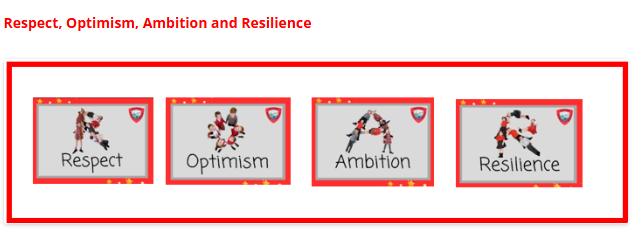 Respect, Optimism, Ambition and Resilience
Respect
Optimism
Ambition
Resilience